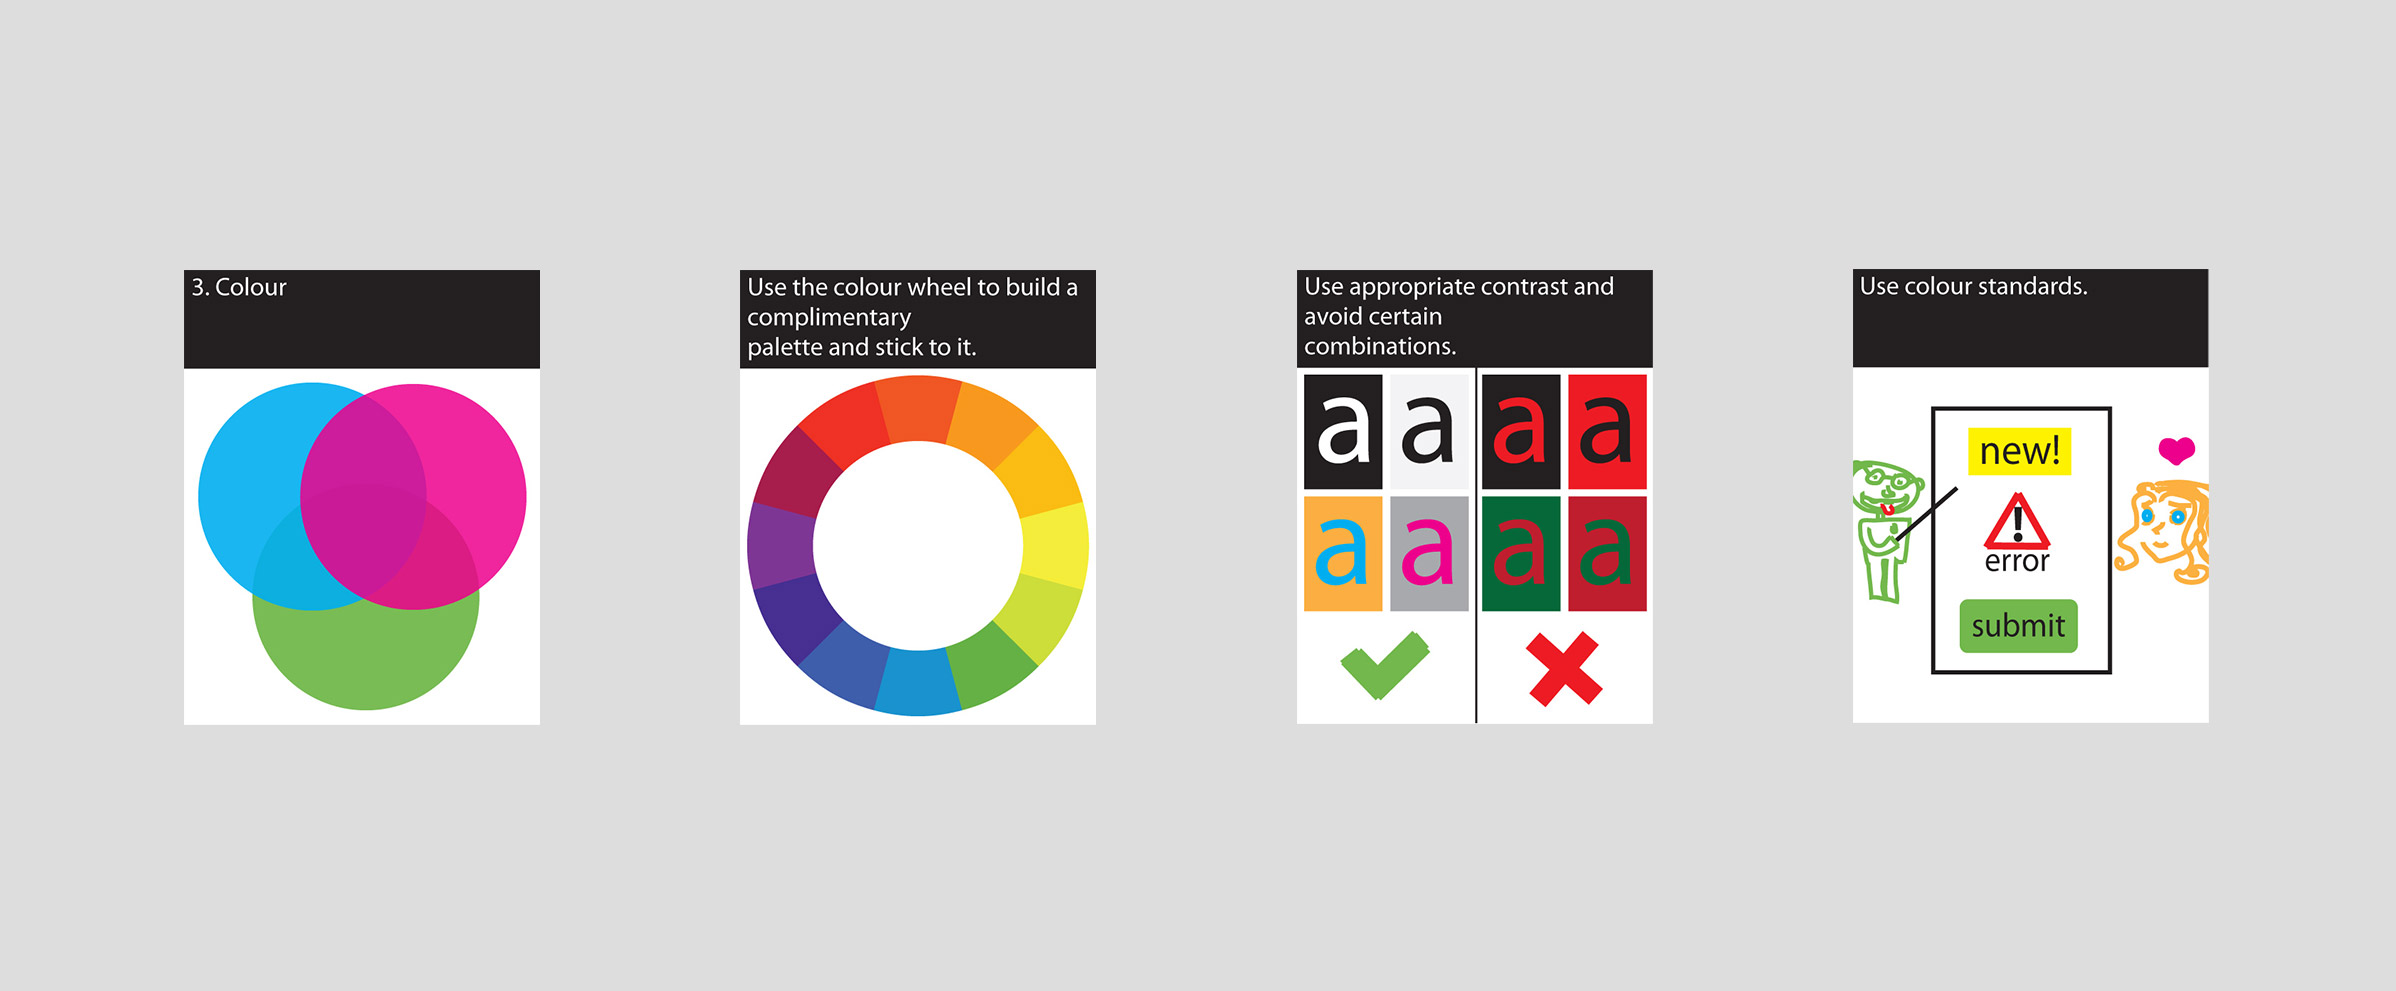 3. Colour
Use the colour wheel to build a
complimentary
palette and stick to it.
Use appropriate contrast and
avoid certain
combinations.
a a a a
a a a a
Use colour standards.
new!
!
error
submit